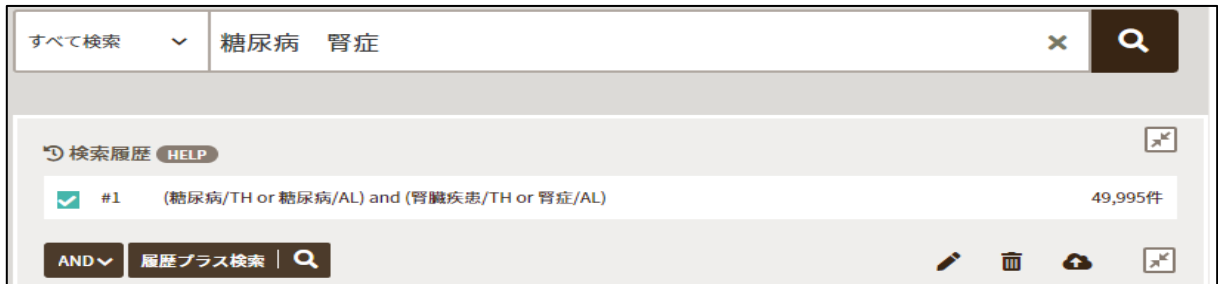 すべて検索 糖尿病　腎症
検索履歴 HELP
#1 (糖尿病/TH or 糖尿病/AL) and (腎臓疾患/TH or 腎症/AL) 49,995件
AND 履歴プラス検索